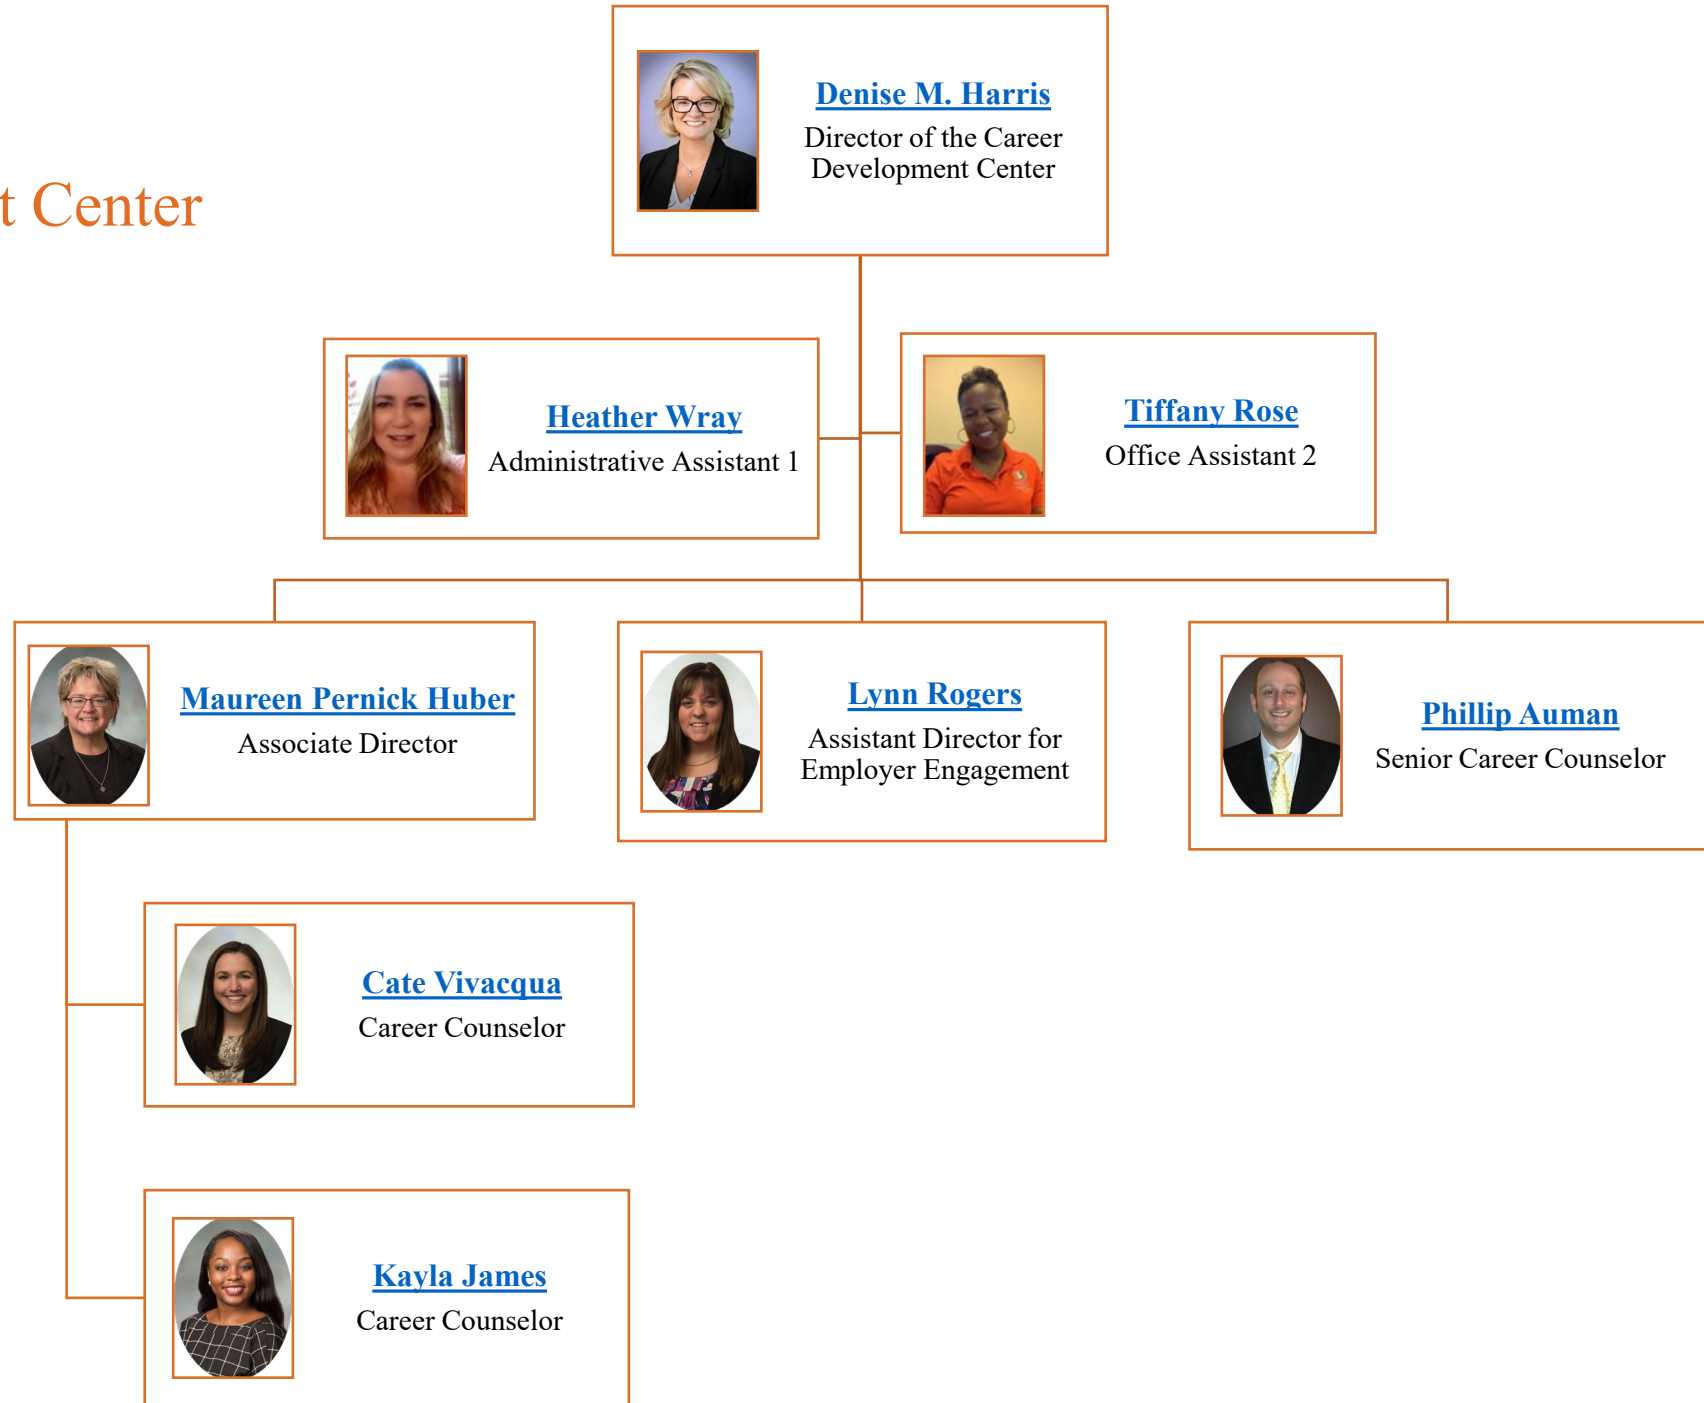 Denise M. Harris
Director of the Career
Development Center
t Center
Heather Wray
Administrative Assistant 1
Tiffany Rose
Office Assistant 2
Maureen Pernick Huber
Associate Director
Lynn Rogers
Assistant Director for
Employer Engagement
Phillip Auman
Senior Career Counselor
Cate Vivacqua
Career Counselor
Kayla James
Career Counselor